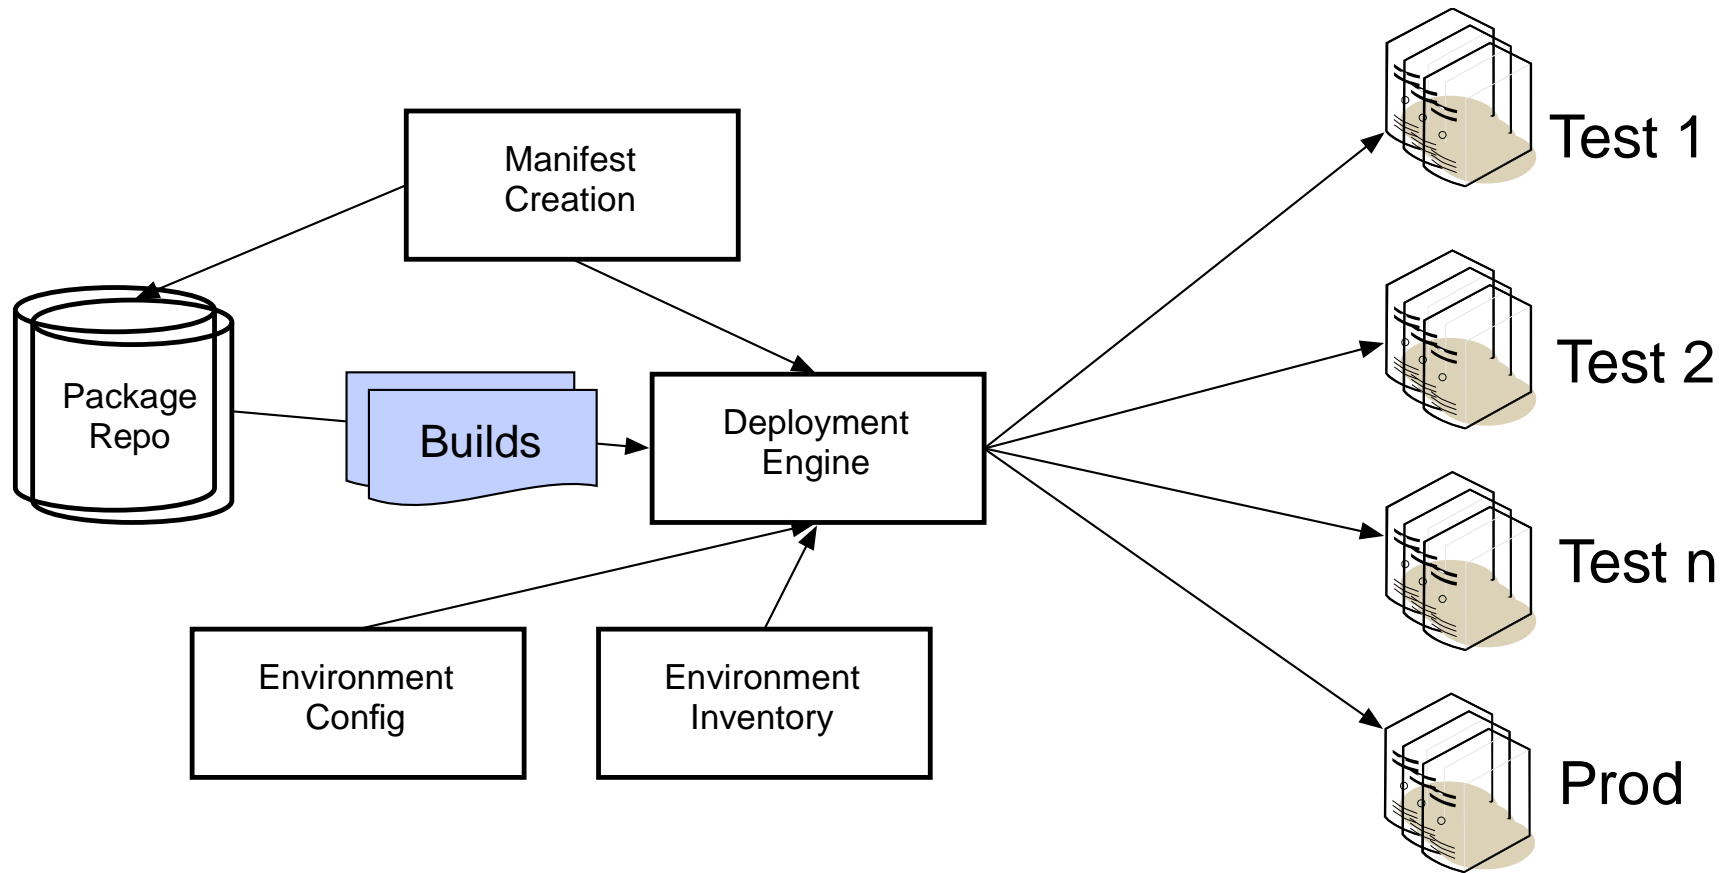 Test 1
Manifest
Creation
Test 2
Package
Repo
Builds
Deployment
Engine
Test n
Environment
Config
Environment
Inventory
Prod